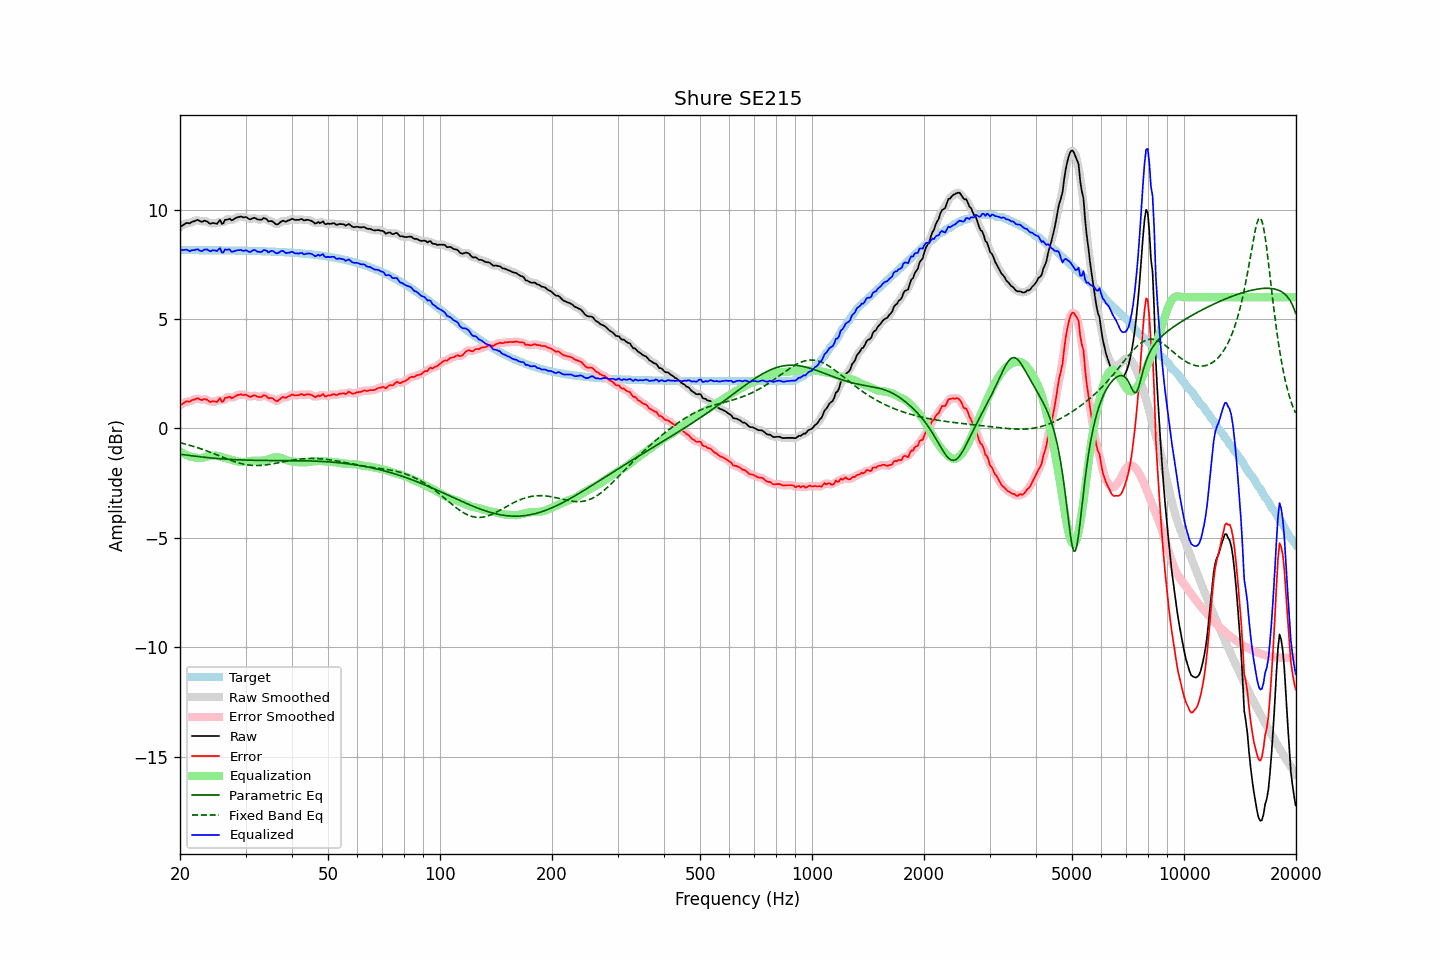 Shure SE215
Amplitude (dBr)
10
5
0
−5
−10
−15
Target
Raw Smoothed
Error Smoothed
Raw
Error
Equalization
Parametric Eq
Fixed Band Eq
Equalized
20 50 100 200 500 1000 2000 5000 10000 20000
Frequency (Hz)